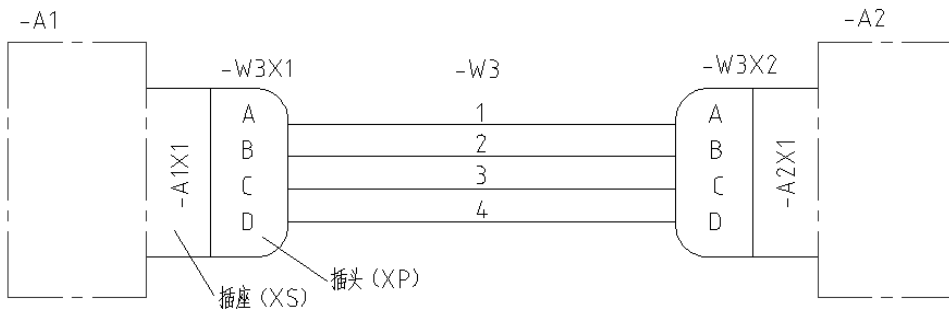 -A1
-A2
-W3X1
-W3
-W3X2
A
1
A
B
2
B
C
3
C
D
4
D
-A1X1
-A2X1
插座(XS)
插头(XP)